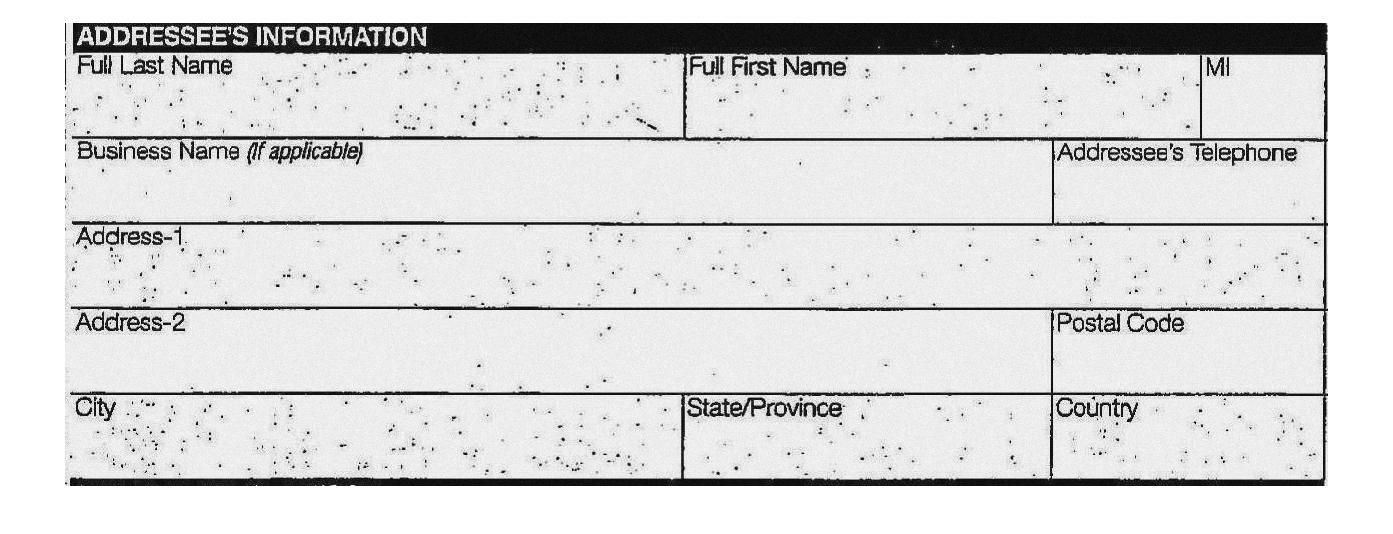 ADDRESSEE'S INFORMATION
Full Last Name Full First Name MI
Business Name (If applicable) Addressee's Telephone
Address-1
Address-2 Postal Code
City State/Province Country